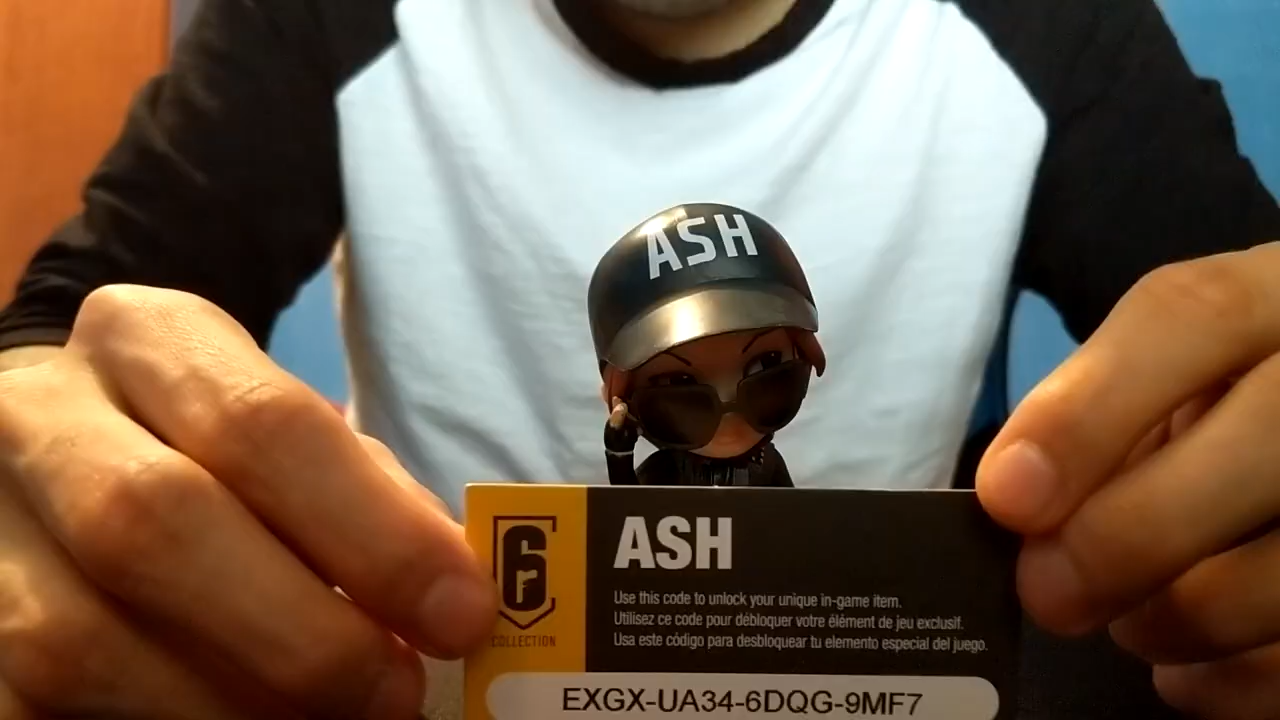 ASH
ASH
6
COLLECTION
Use this code to unlock your unique in-game item.
Utilisez ce code pour débloquer votre élément de jeu exclusif.
Usa este código para desbloquear tu elemento especial del juego.
EXGX-UA34-6DQG-9MF7